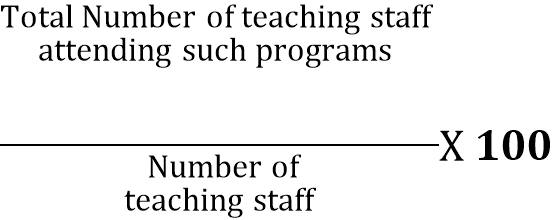 Total Number of teaching staff
attending such programs
X 100
Number of
teaching staff